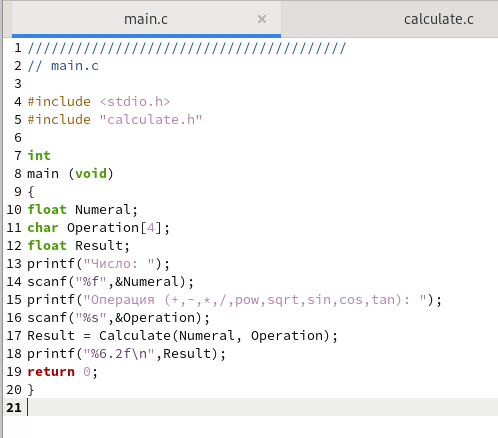 main.c × calculate.c
1 ////////////////////////////////////////
2 // main.c
3
4 #include <stdio.h>
5 #include "calculate.h"
6
7 int
8 main (void)
9 {
10 float Numeral;
11 char Operation[4];
12 float Result;
13 printf("Число: ");
14 scanf("%f",&Numeral);
15 printf("Операция (+,-,*,/,pow,sqrt,sin,cos,tan): ");
16 scanf("%s",&Operation);
17 Result = Calculate(Numeral, Operation);
18 printf("%6.2f\n",Result);
19 return 0;
20 }
21